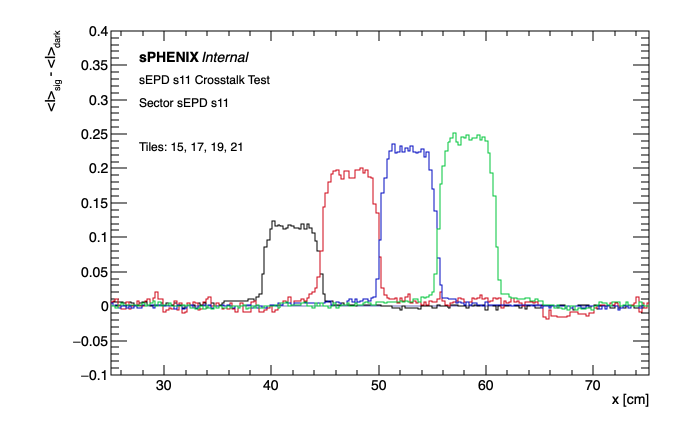 0.4
0.35
0.3
0.25
0.2
0.15
0.1
0.05
0
−0.05
−0.1
<I>sig - <I>dark
sPHENIX Internal
sEPD s11 Crosstalk Test
Sector sEPD s11
Tiles: 15, 17, 19, 21
30 40 50 60 70
x [cm]